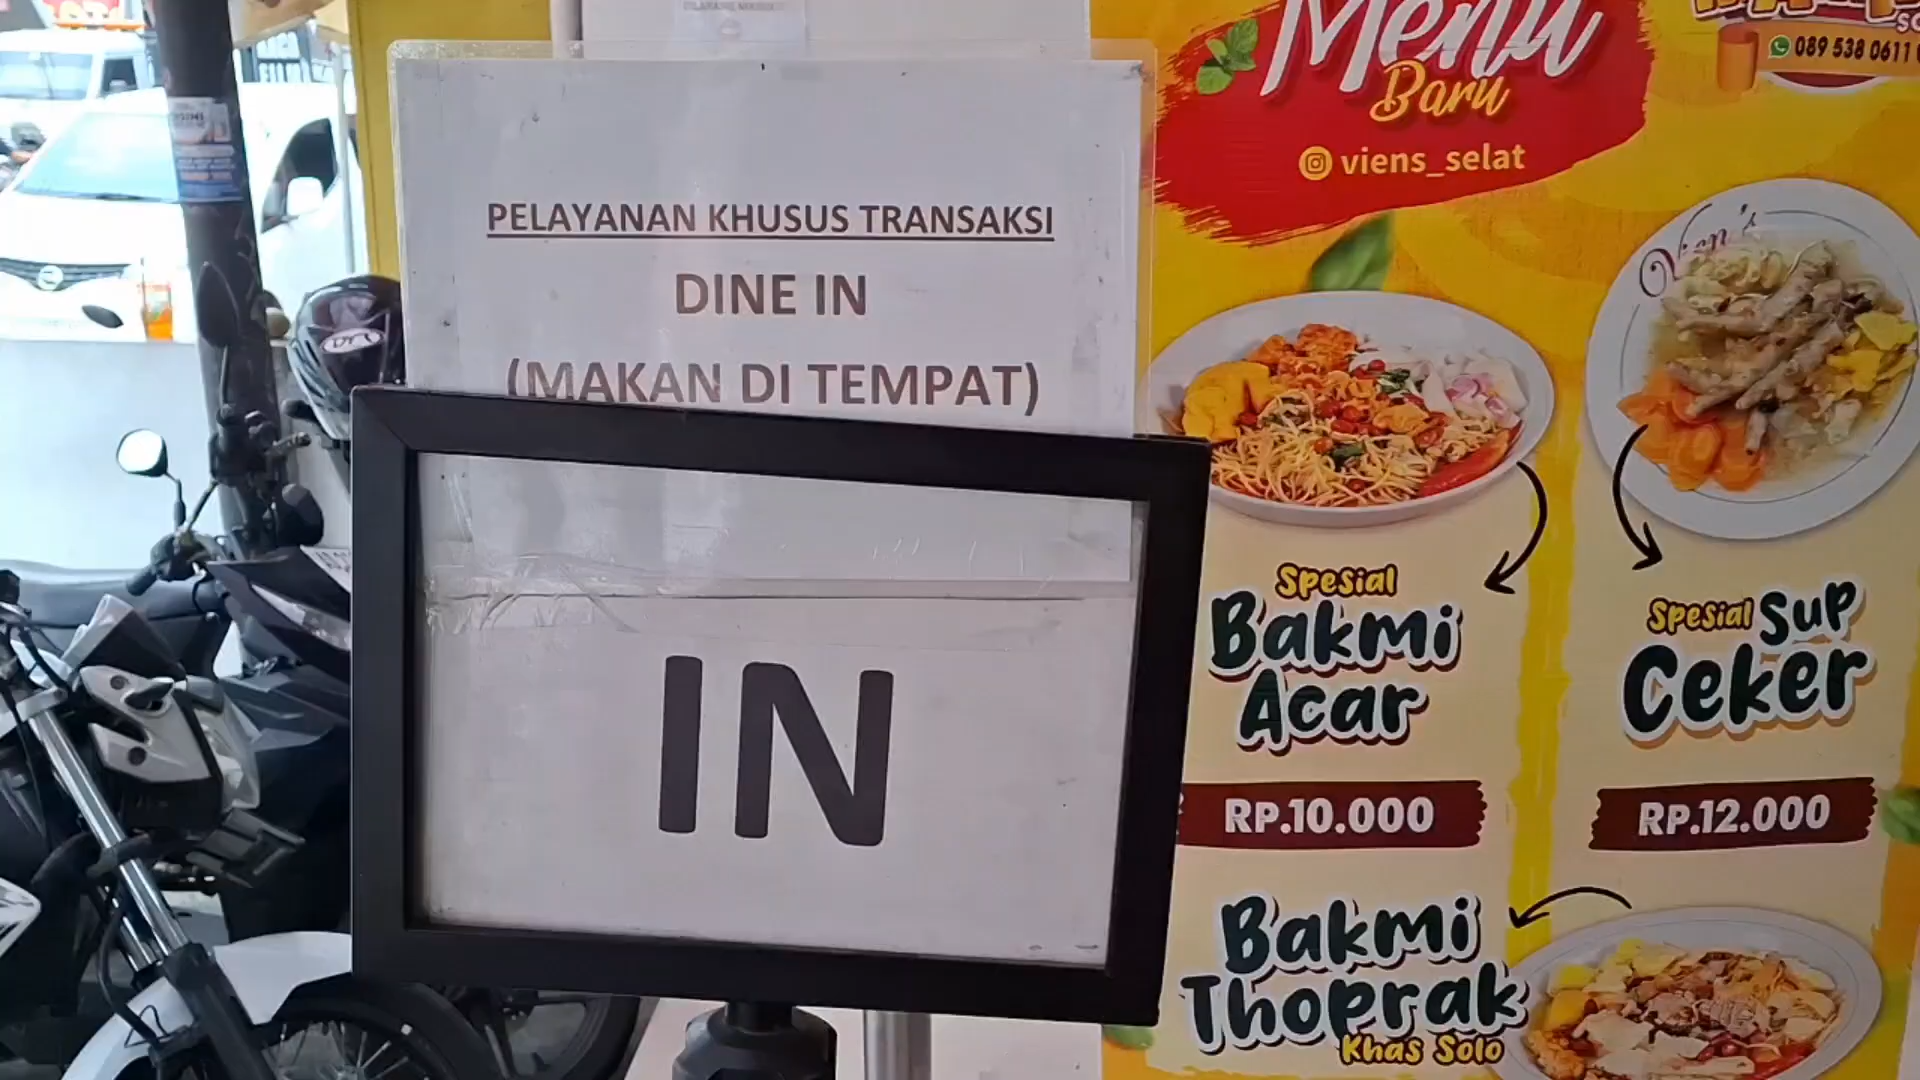 PELAYANAN KHUSUS TRANSAKSI
DINE IN
(MAKAN DI TEMPAT)
IN
Menu
Baru
viens_selat
089 538 0611
Vien's
Spesial
Bakmi
Acar
RP.10.000
Spesial Sup
Ceker
RP.12.000
Bakmi
Thoprak
Khas Solo